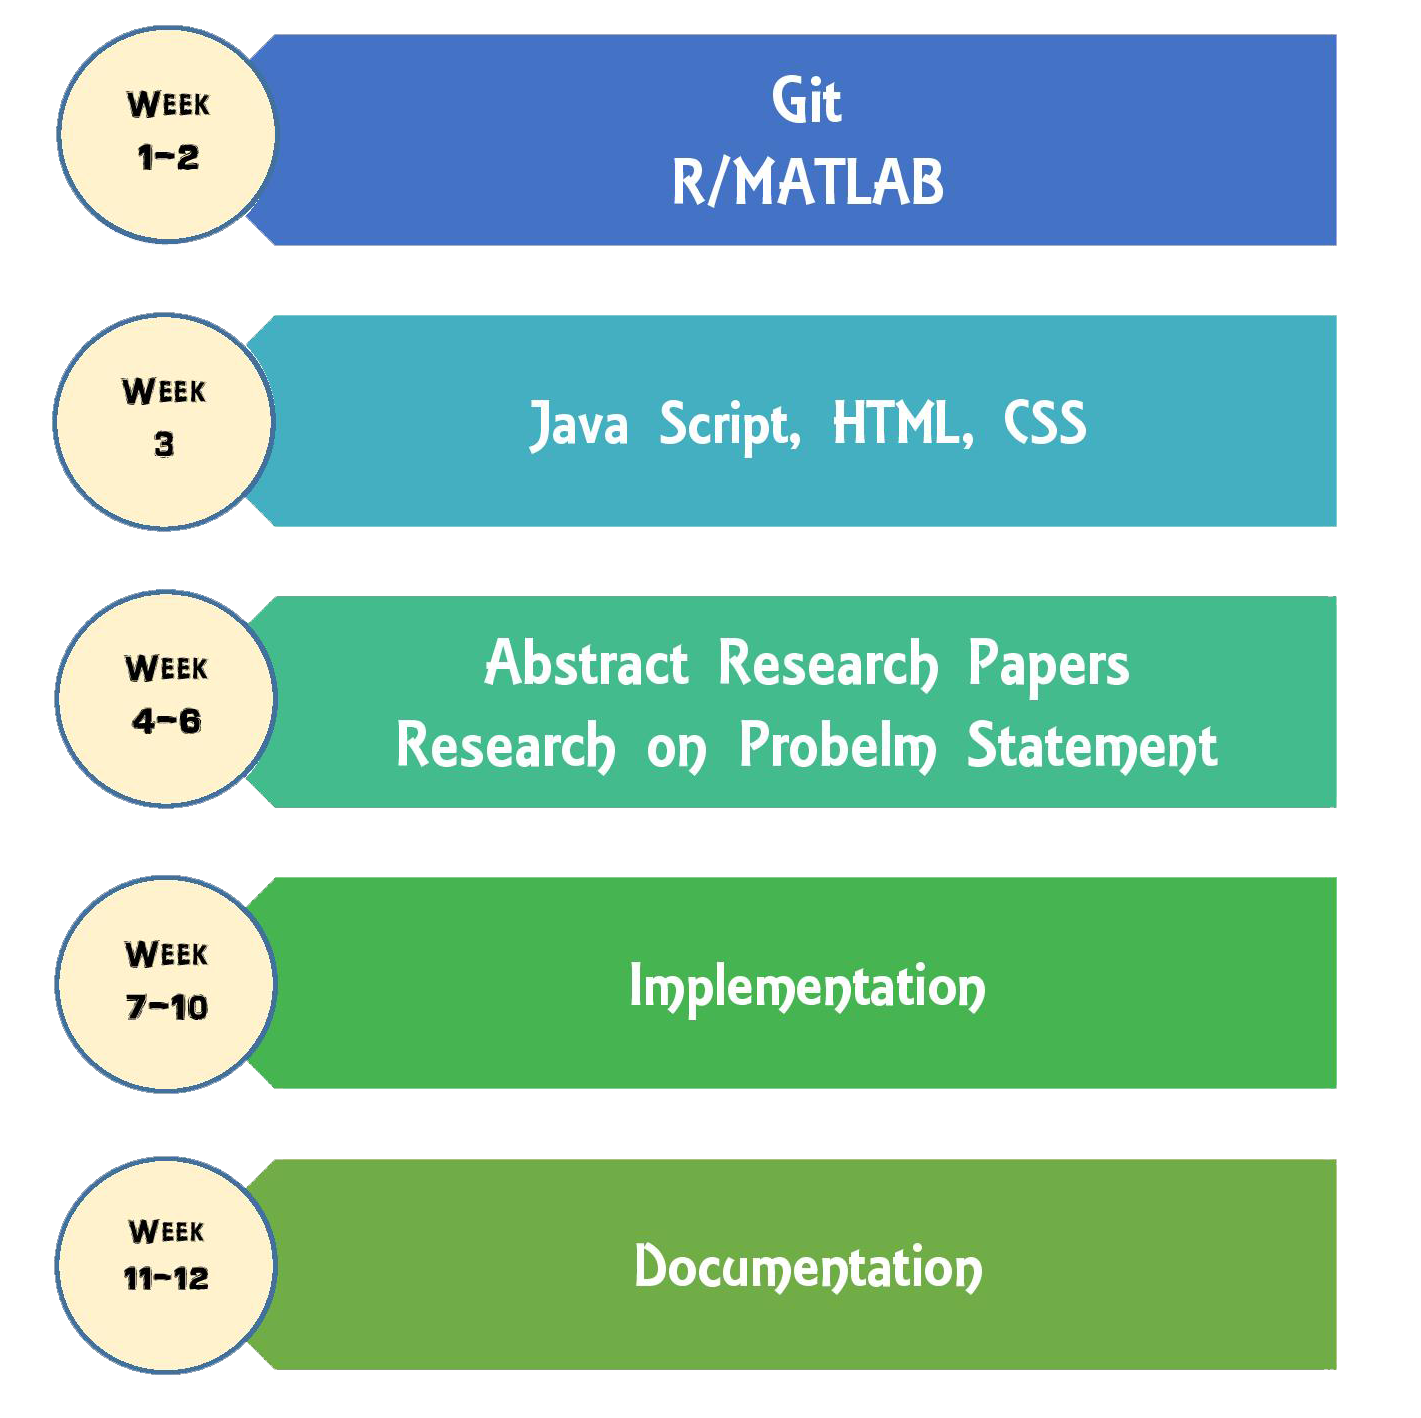 Week
1-2
Git
R/MATLAB
Week
3
Java Script, HTML, CSS
Week
4-6
Abstract Research Papers
Research on Probelm Statement
Week
7-10
Implementation
Week
11-12
Documentation